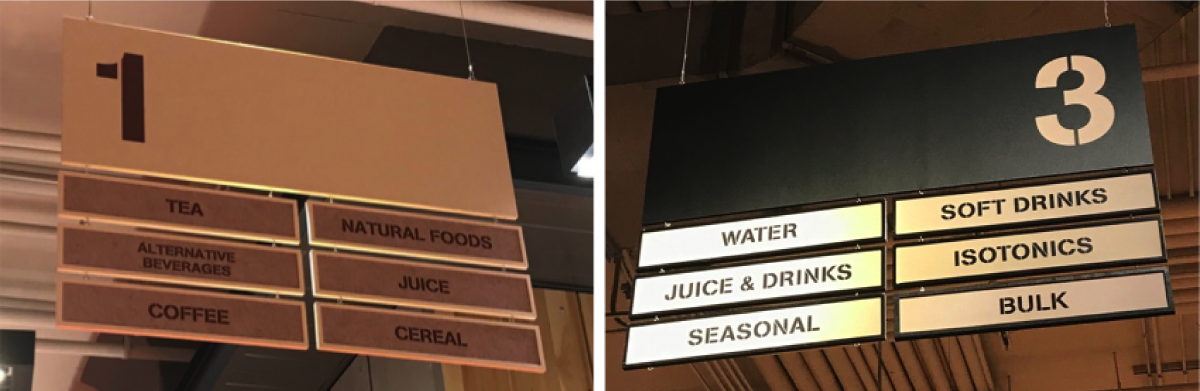 1
TEA
ALTERNATIVE
BEVERAGES
COFFEE
NATURAL FOODS
JUICE
CEREAL
3
WATER
JUICE & DRINKS
SEASONAL
SOFT DRINKS
ISOTONICS
BULK